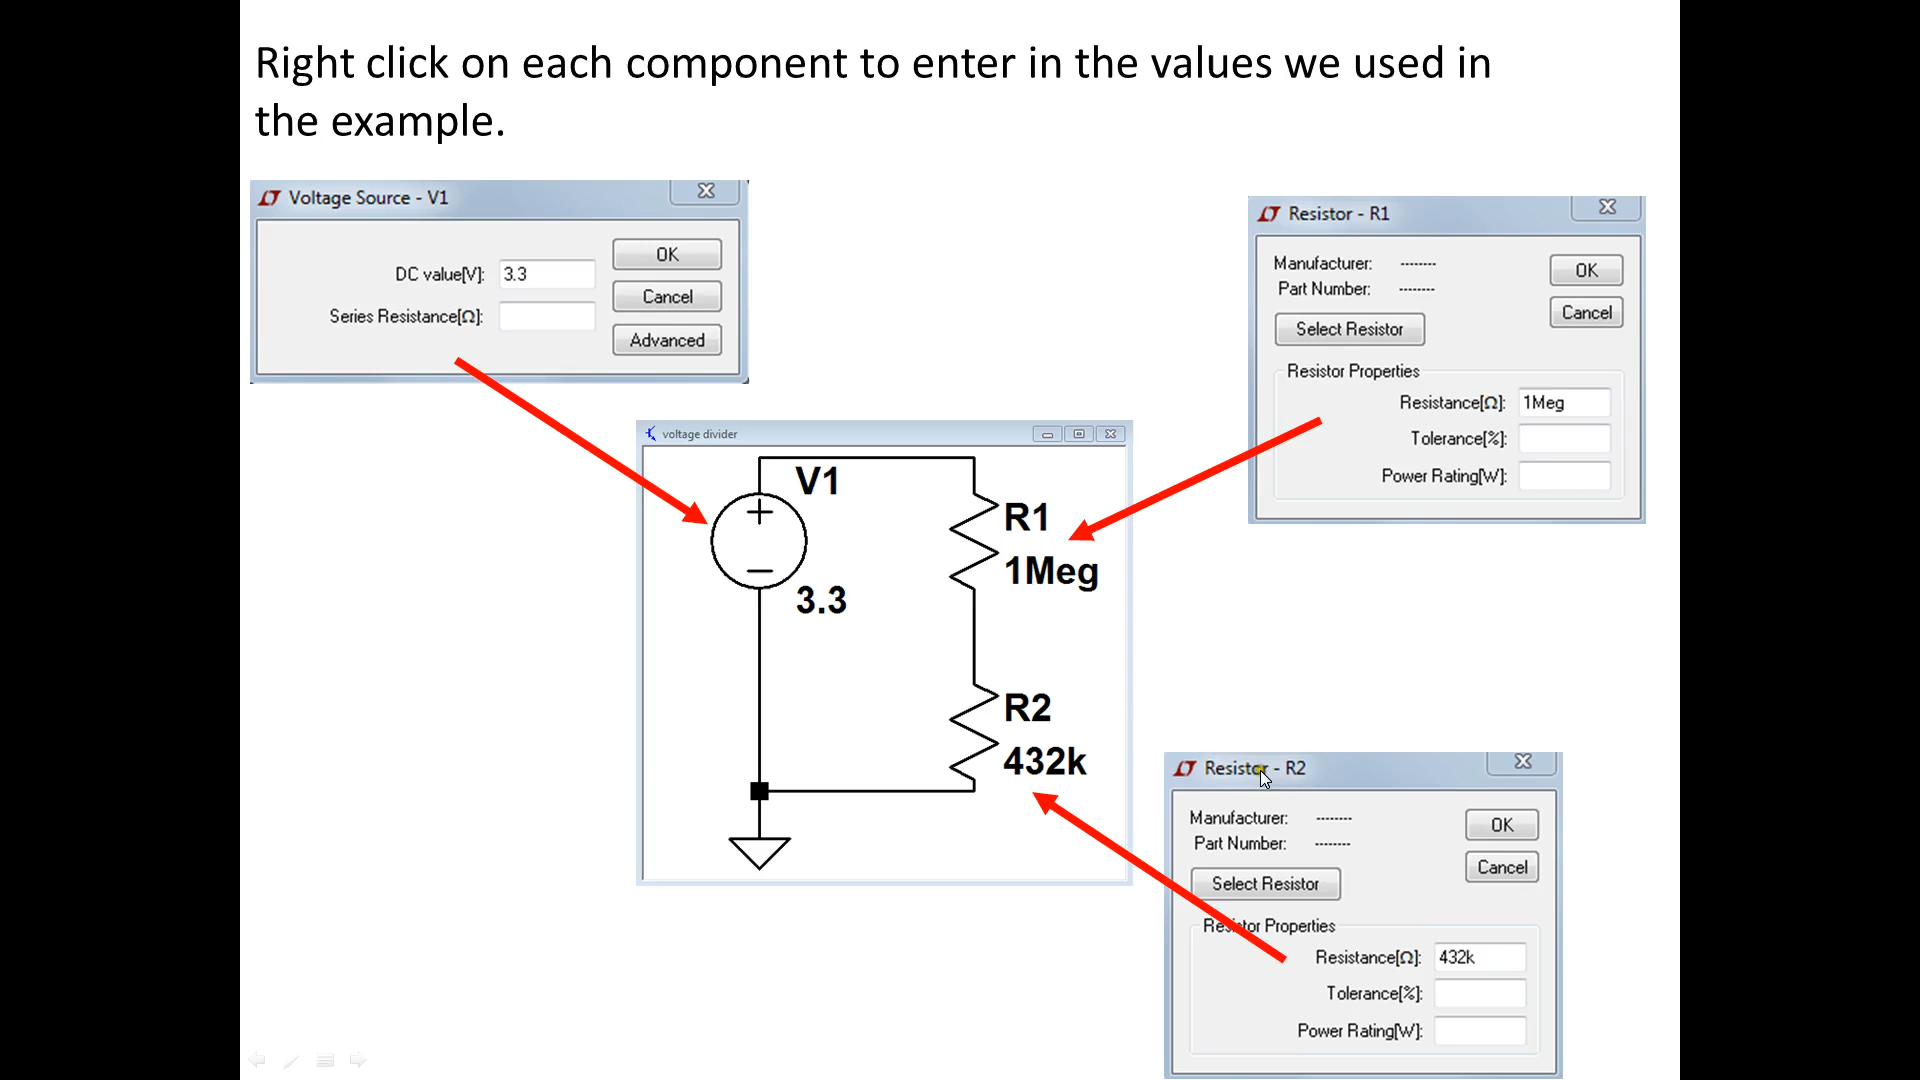 Right click on each component to enter in the values we used in
the example.
Voltage Source - V1
DC value[V]: 3.3
Series Resistance[Ω]:
OK
Cancel
Advanced
Resistor - R1
Manufacturer: --------
Part Number: --------
OK
Cancel
Select Resistor
Resistor Properties
Resistance[Ω]: 1Meg
Tolerance[%]:
Power Rating[W]:
voltage divider
V1
3.3
R1
1Meg
R2
432k
Resistor - R2
Manufacturer: --------
Part Number: --------
OK
Cancel
Select Resistor
Resistor Properties
Resistance[Ω]: 432k
Tolerance[%]:
Power Rating[W]: